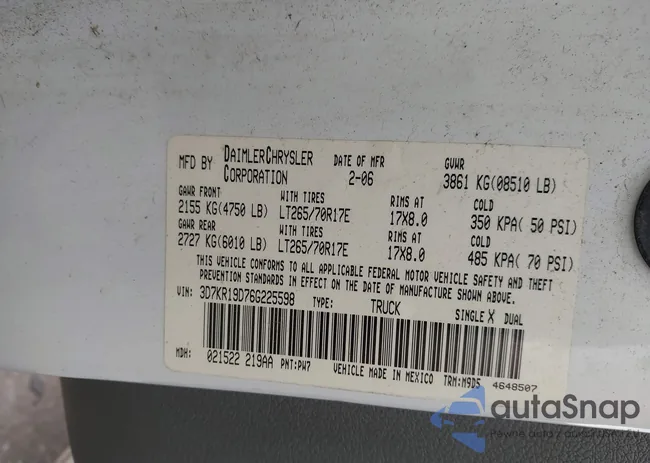 MFD BY DAIMLERCHRYSLER CORPORATION DATE OF MFR 2-06 GVWR 3861 KG(08510 LB)
GAWR FRONT WITH TIRES RIMS AT COLD
2155 KG(4750 LB) LT265/70R17E 17X8.0 350 KPA( 50 PSI)
GAWR REAR WITH TIRES RIMS AT COLD
2727 KG(6010 LB) LT265/70R17E 17X8.0 485 KPA( 70 PSI)
THIS VEHICLE CONFORMS TO ALL APPLICABLE FEDERAL MOTOR VEHICLE SAFETY AND THEFT
PREVENTION STANDARDS IN EFFECT ON THE DATE OF MANUFACTURE SHOWN ABOVE.
VIN: 3D7KR19D76G225598 TYPE: TRUCK SINGLE X DUAL
MDH: 021522 219AA PNT:PW7 VEHICLE MADE IN MEXICO TRM:M9D5 4648507
autaSnap
Pewne auta z